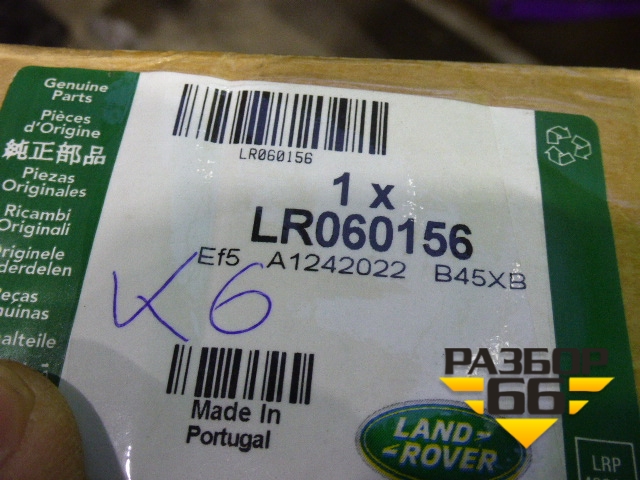 Genuine
Parts
Pièces
d'Origine
純正部品
Piezas
Originales
Ricambi
Originali
LR060156
1 x
LR060156
Ef5 A1242022 B45XB
K6
Made In
Portugal
LAND
ROVER
РАЗБОР
66
LRP